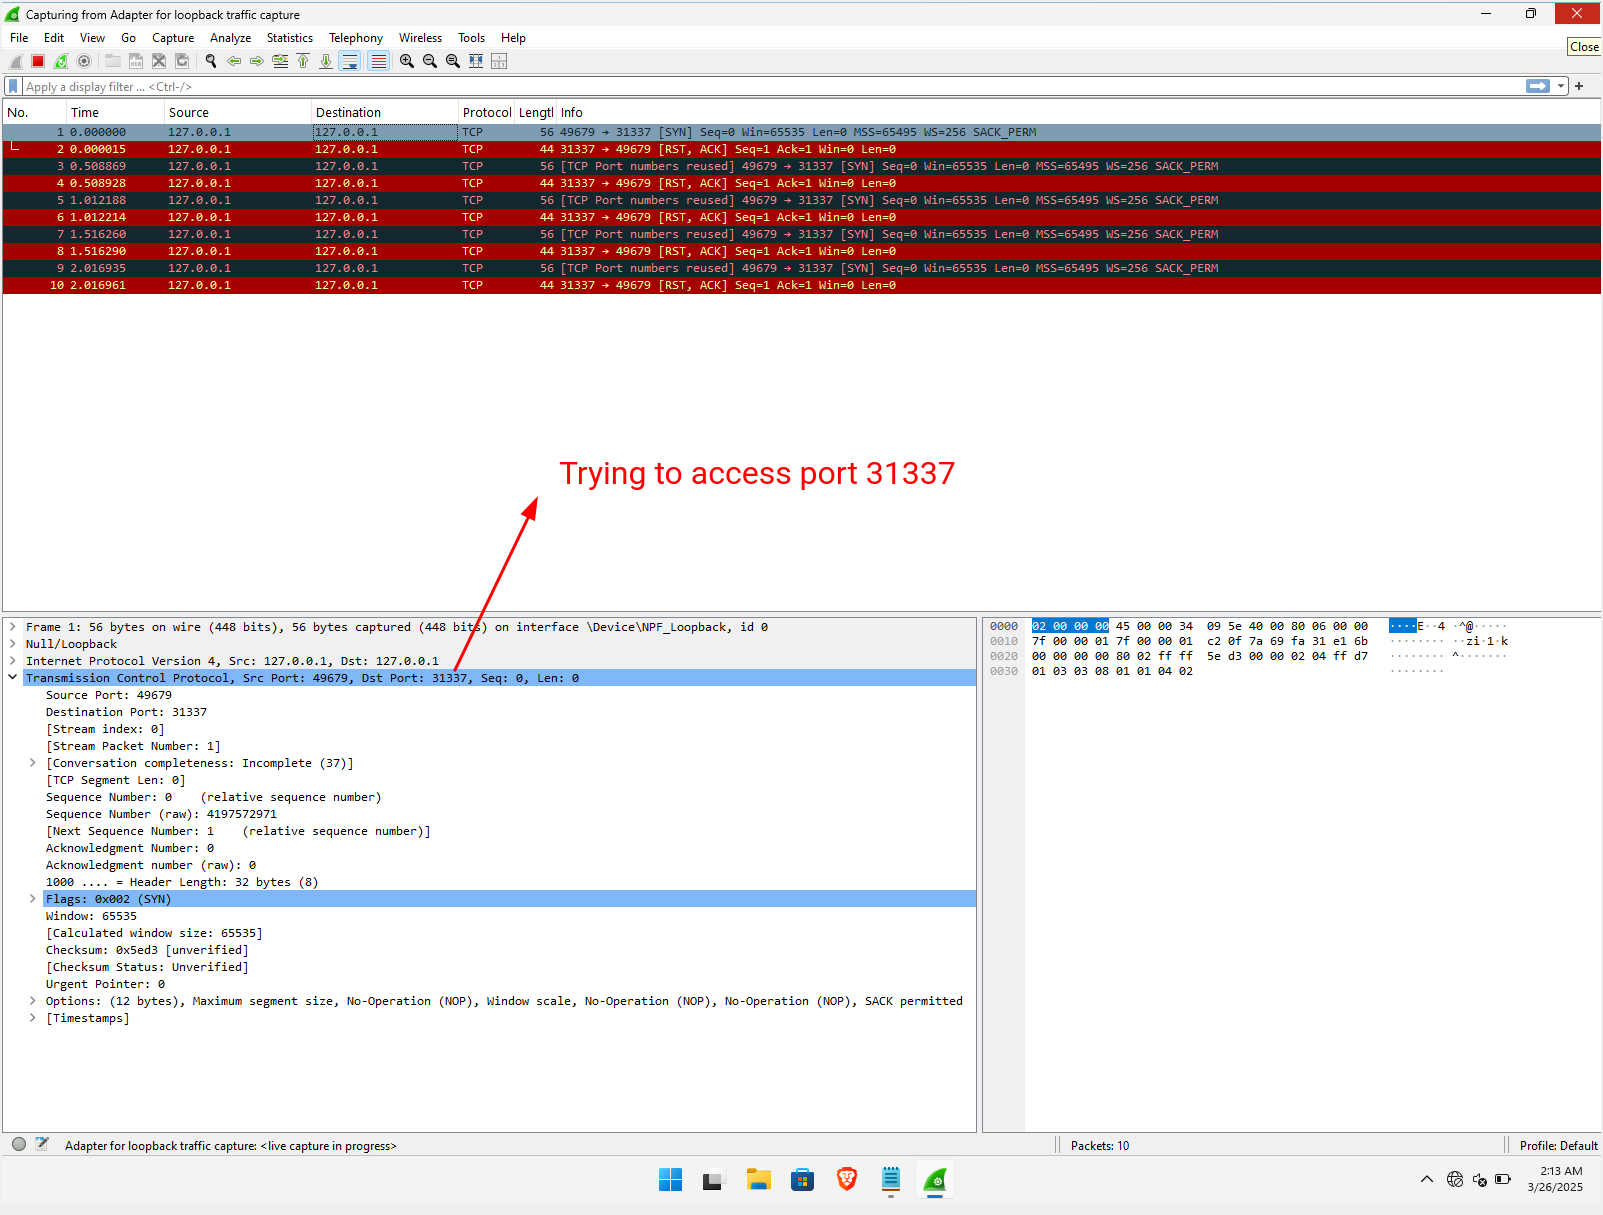 Capturing from Adapter for loopback traffic capture
File Edit View Go Capture Analyze Statistics Telephony Wireless Tools Help
Close
Apply a display filter ... <Ctrl-/>
No. Time Source Destination Protocol Lengtl Info
1 0.000000 127.0.0.1 127.0.0.1 TCP 56 49679 → 31337 [SYN] Seq=0 Win=65535 Len=0 MSS=65495 WS=256 SACK_PERM
2 0.000015 127.0.0.1 127.0.0.1 TCP 44 31337 → 49679 [RST, ACK] Seq=1 Ack=1 Win=0 Len=0
3 0.508869 127.0.0.1 127.0.0.1 TCP 56 [TCP Port numbers reused] 49679 → 31337 [SYN] Seq=0 Win=65535 Len=0 MSS=65495 WS=256 SACK_PERM
4 0.508928 127.0.0.1 127.0.0.1 TCP 44 31337 → 49679 [RST, ACK] Seq=1 Ack=1 Win=0 Len=0
5 1.012188 127.0.0.1 127.0.0.1 TCP 56 [TCP Port numbers reused] 49679 → 31337 [SYN] Seq=0 Win=65535 Len=0 MSS=65495 WS=256 SACK_PERM
6 1.012214 127.0.0.1 127.0.0.1 TCP 44 31337 → 49679 [RST, ACK] Seq=1 Ack=1 Win=0 Len=0
7 1.516260 127.0.0.1 127.0.0.1 TCP 56 [TCP Port numbers reused] 49679 → 31337 [SYN] Seq=0 Win=65535 Len=0 MSS=65495 WS=256 SACK_PERM
8 1.516290 127.0.0.1 127.0.0.1 TCP 44 31337 → 49679 [RST, ACK] Seq=1 Ack=1 Win=0 Len=0
9 2.016935 127.0.0.1 127.0.0.1 TCP 56 [TCP Port numbers reused] 49679 → 31337 [SYN] Seq=0 Win=65535 Len=0 MSS=65495 WS=256 SACK_PERM
10 2.016961 127.0.0.1 127.0.0.1 TCP 44 31337 → 49679 [RST, ACK] Seq=1 Ack=1 Win=0 Len=0
Trying to access port 31337
Frame 1: 56 bytes on wire (448 bits), 56 bytes captured (448 bits) on interface \Device\NPF_Loopback, id 0
Null/Loopback
Internet Protocol Version 4, Src: 127.0.0.1, Dst: 127.0.0.1
Transmission Control Protocol, Src Port: 49679, Dst Port: 31337, Seq: 0, Len: 0
Source Port: 49679
Destination Port: 31337
[Stream index: 0]
[Stream Packet Number: 1]
[Conversation completeness: Incomplete (37)]
[TCP Segment Len: 0]
Sequence Number: 0 (relative sequence number)
Sequence Number (raw): 4197572971
[Next Sequence Number: 1 (relative sequence number)]
Acknowledgment Number: 0
Acknowledgment number (raw): 0
1000 .... = Header Length: 32 bytes (8)
Flags: 0x002 (SYN)
Window: 65535
[Calculated window size: 65535]
Checksum: 0x5ed3 [unverified]
[Checksum Status: Unverified]
Urgent Pointer: 0
Options: (12 bytes), Maximum segment size, No-Operation (NOP), Window scale, No-Operation (NOP), No-Operation (NOP), SACK permitted
[Timestamps]
0000 02 00 00 00 45 00 00 34 09 5e 40 00 80 06 00 00 ····E··4 ·^@·····
0010 7f 00 00 01 7f 00 00 01 c2 0f 7a 69 fa 31 e1 6b ········ ··zi·1·k
0020 00 00 00 00 80 02 ff ff 5e d3 00 00 02 04 ff d7 ········ ^·······
0030 01 03 03 08 01 01 04 02 ········
Adapter for loopback traffic capture: <live capture in progress>
Packets: 10
Profile: Default
2:13 AM
3/26/2025